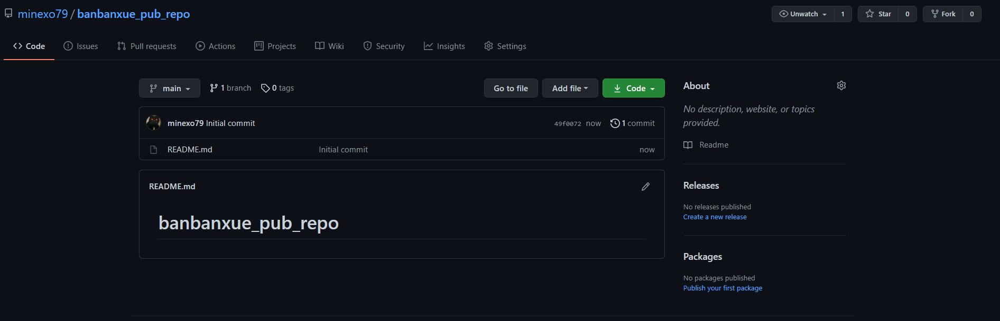 minexo79 / banbanxue_pub_repo
Unwatch 1 Star 0 Fork 0
Code Issues Pull requests Actions Projects Wiki Security Insights Settings
main 1 branch 0 tags Go to file Add file Code
minexo79 Initial commit 49f0072 now 1 commit
README.md Initial commit now
README.md
banbanxue_pub_repo
About
No description, website, or topics
provided.
Readme
Releases
No releases published
Create a new release
Packages
No packages published
Publish your first package